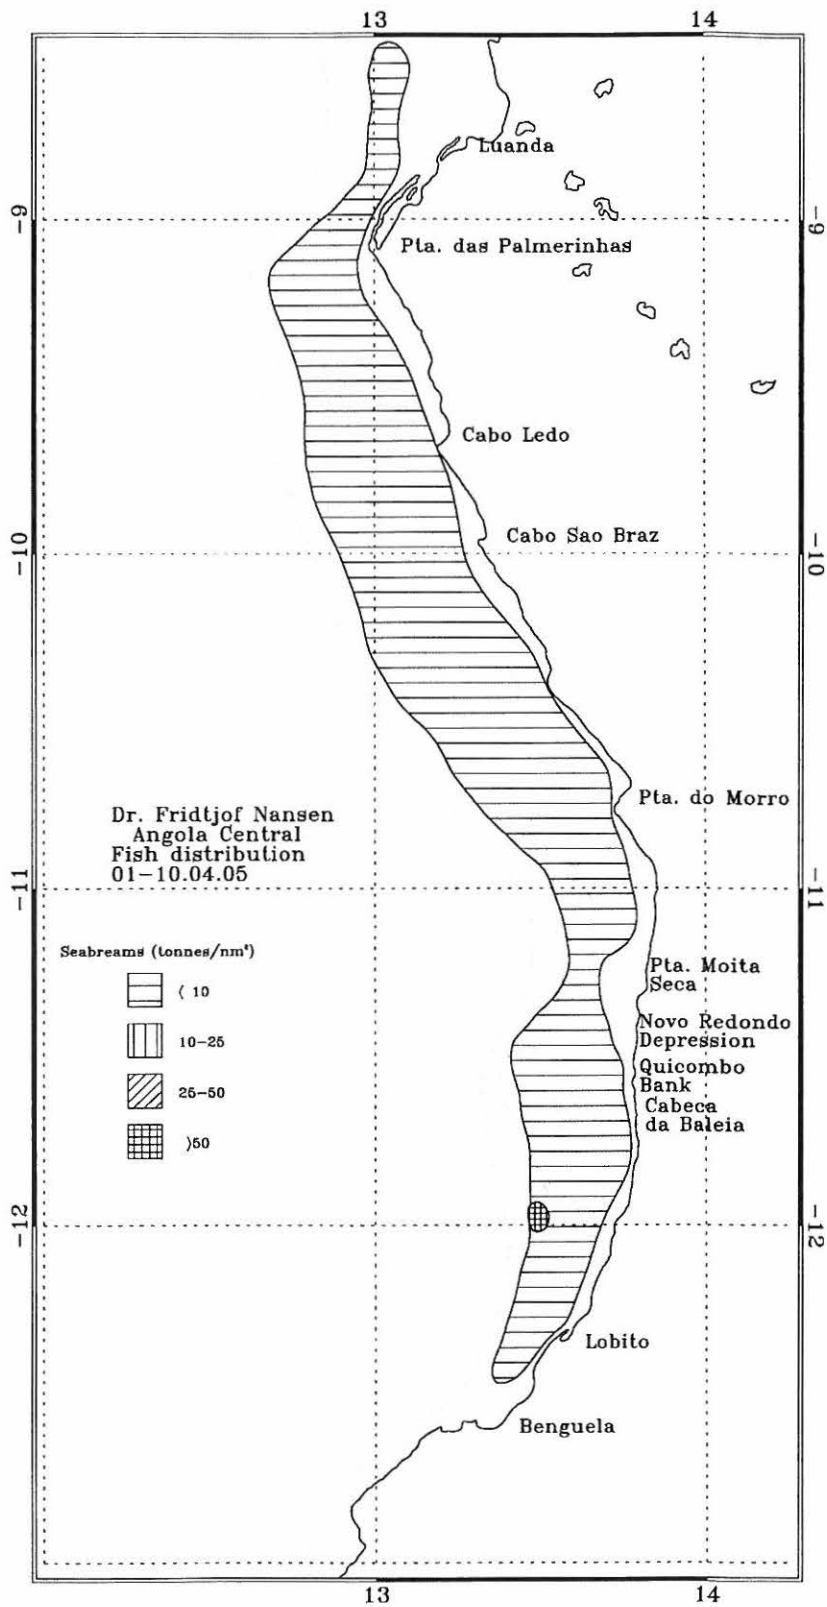 13
14
Luanda
-9
-9
Pta. das Palmerinhas
Cabo Ledo
Cabo Sao Braz
-10
-10
Pta. do Morro
Dr. Fridtjof Nansen
Angola Central
Fish distribution
01-10.04.05
-11
-11
Seabreams (tonnes/nm²)
< 10
10-25
25-50
>50
Pta. Moita
Seca
Novo Redondo
Depression
Quicombo
Bank
Cabeca
da Baleia
-12
-12
Lobito
Benguela
13
14